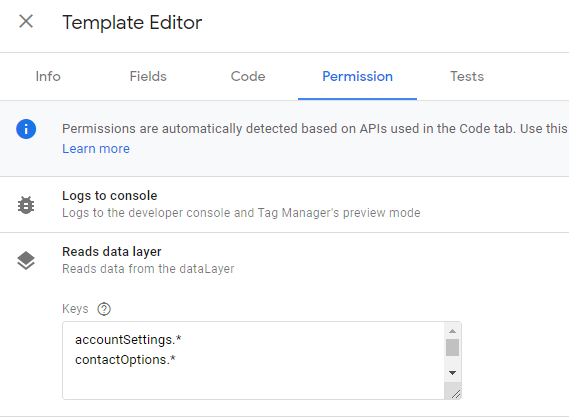 Template Editor
Info Fields Code Permission Tests
Permissions are automatically detected based on APIs used in the Code tab. Use this
Learn more
Logs to console
Logs to the developer console and Tag Manager's preview mode
Reads data layer
Reads data from the dataLayer
Keys
accountSettings.*
contactOptions.*